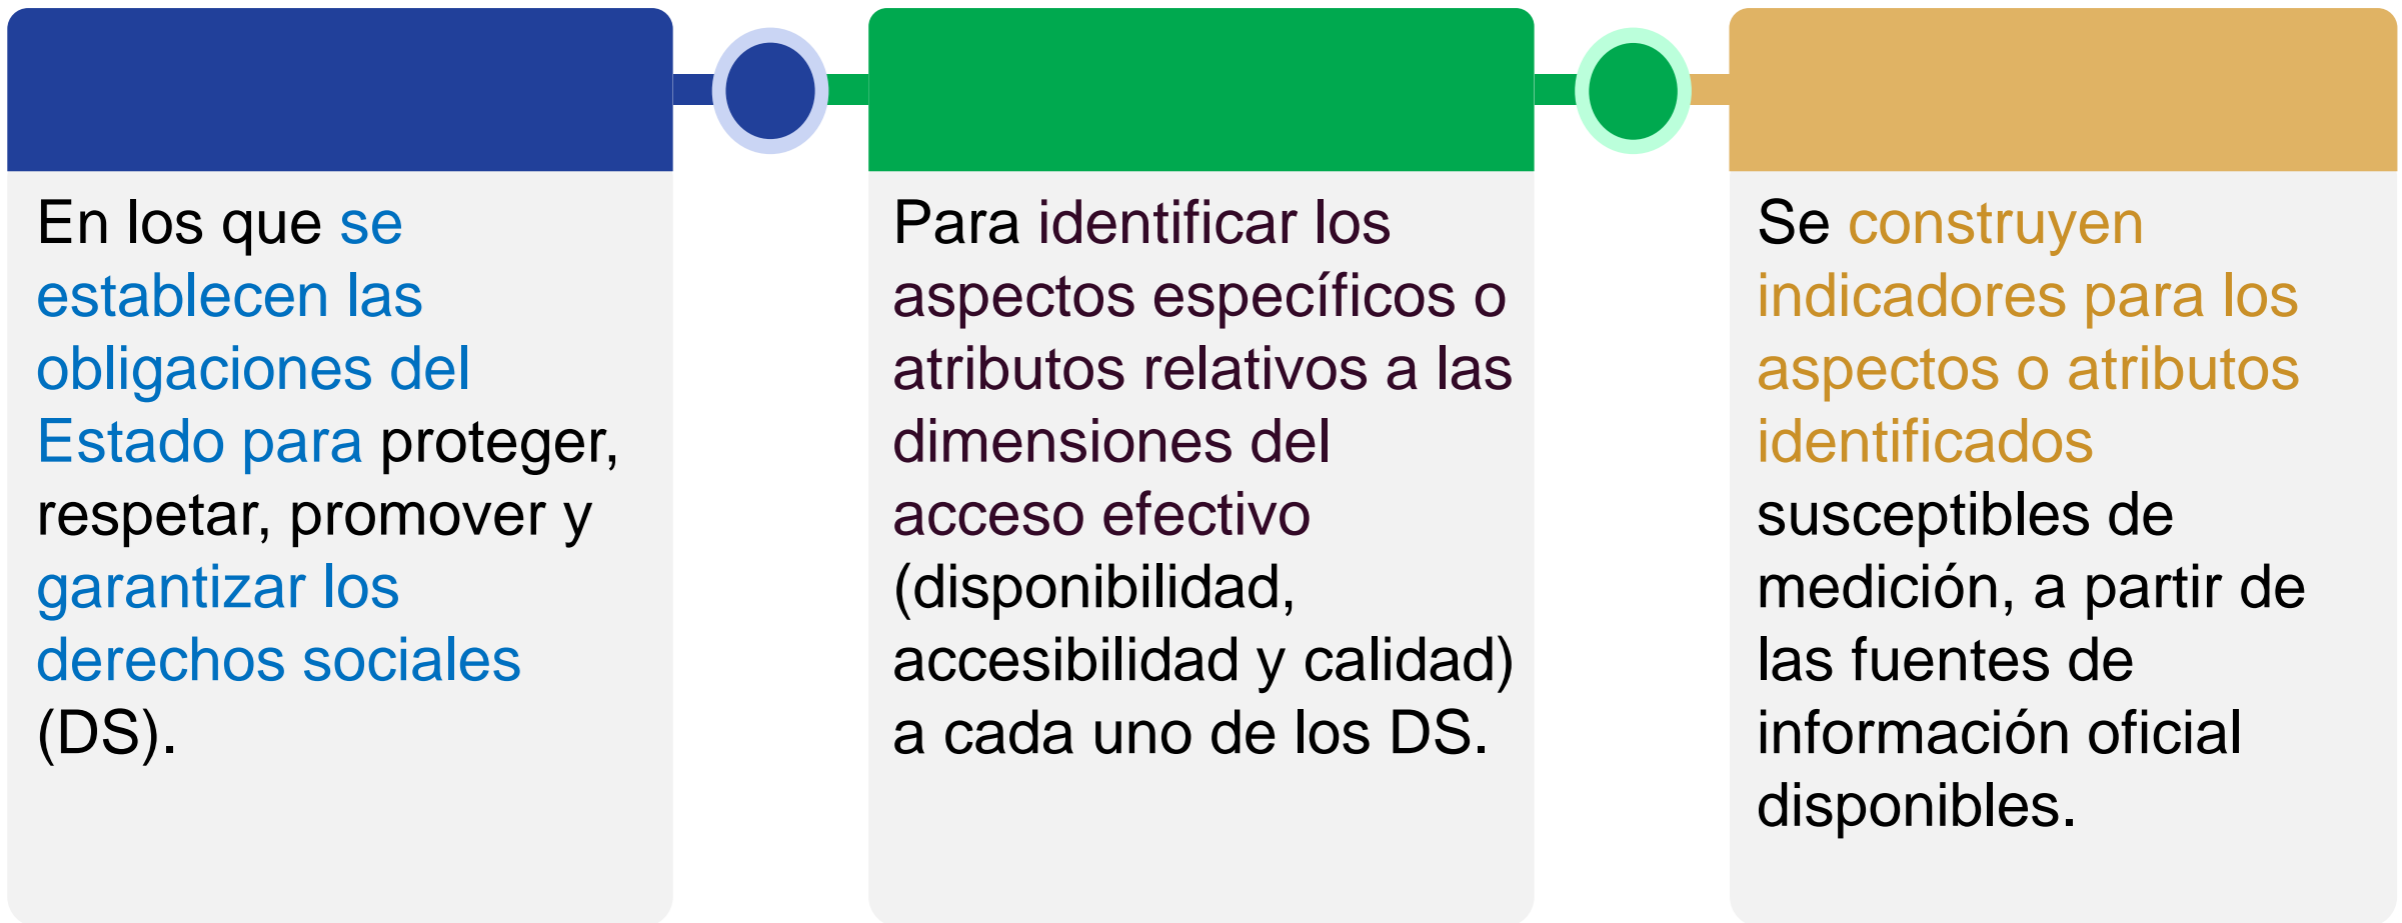 En los que se
establecen las
obligaciones del
Estado para proteger,
respetar, promover y
garantizar los
derechos sociales
(DS).
Para identificar los
aspectos específicos o
atributos relativos a las
dimensiones del
acceso efectivo
(disponibilidad,
accesibilidad y calidad)
a cada uno de los DS.
Se construyen
indicadores para los
aspectos o atributos
identificados
susceptibles de
medición, a partir de
las fuentes de
información oficial
disponibles.